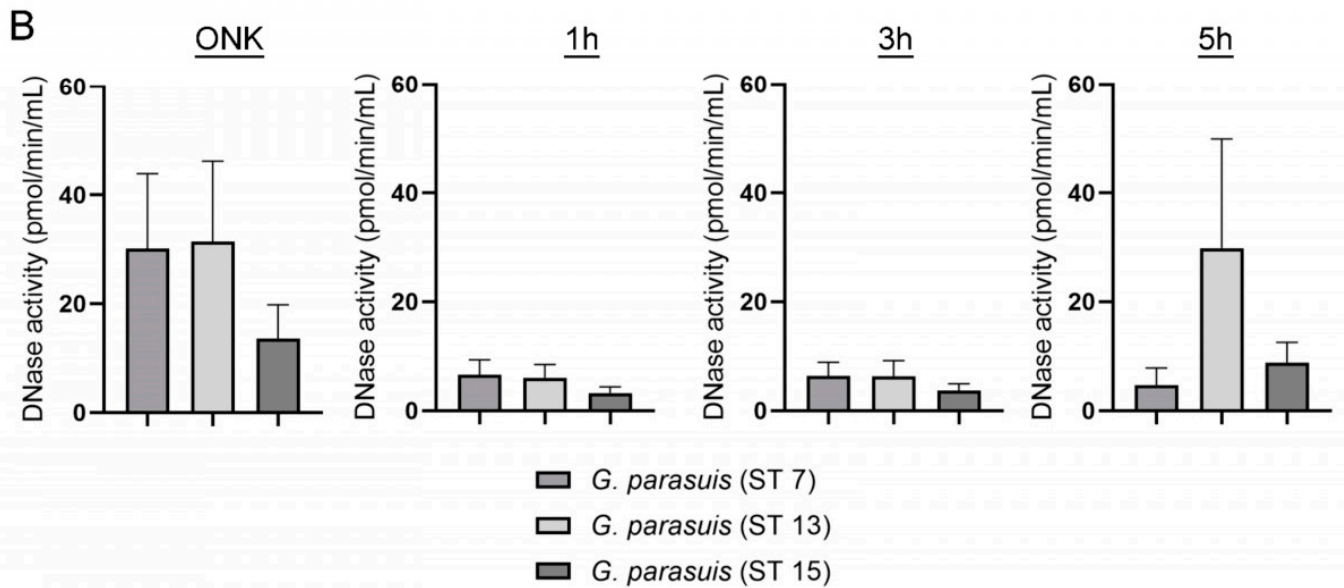 B
ONK
1h
3h
5h
DNase activity (pmol/min/mL)
60
40
20
0
DNase activity (pmol/min/mL)
60
40
20
0
DNase activity (pmol/min/mL)
60
40
20
0
DNase activity (pmol/min/mL)
60
40
20
0
G. parasuis (ST 7)
G. parasuis (ST 13)
G. parasuis (ST 15)